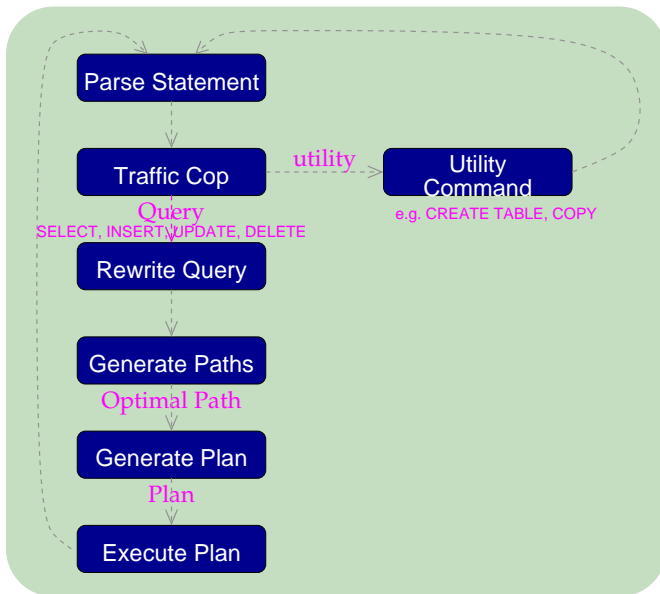 Parse Statement
Traffic Cop
utility
Utility
Command
e.g. CREATE TABLE, COPY
Query
SELECT, INSERT, UPDATE, DELETE
Rewrite Query
Generate Paths
Optimal Path
Generate Plan
Plan
Execute Plan